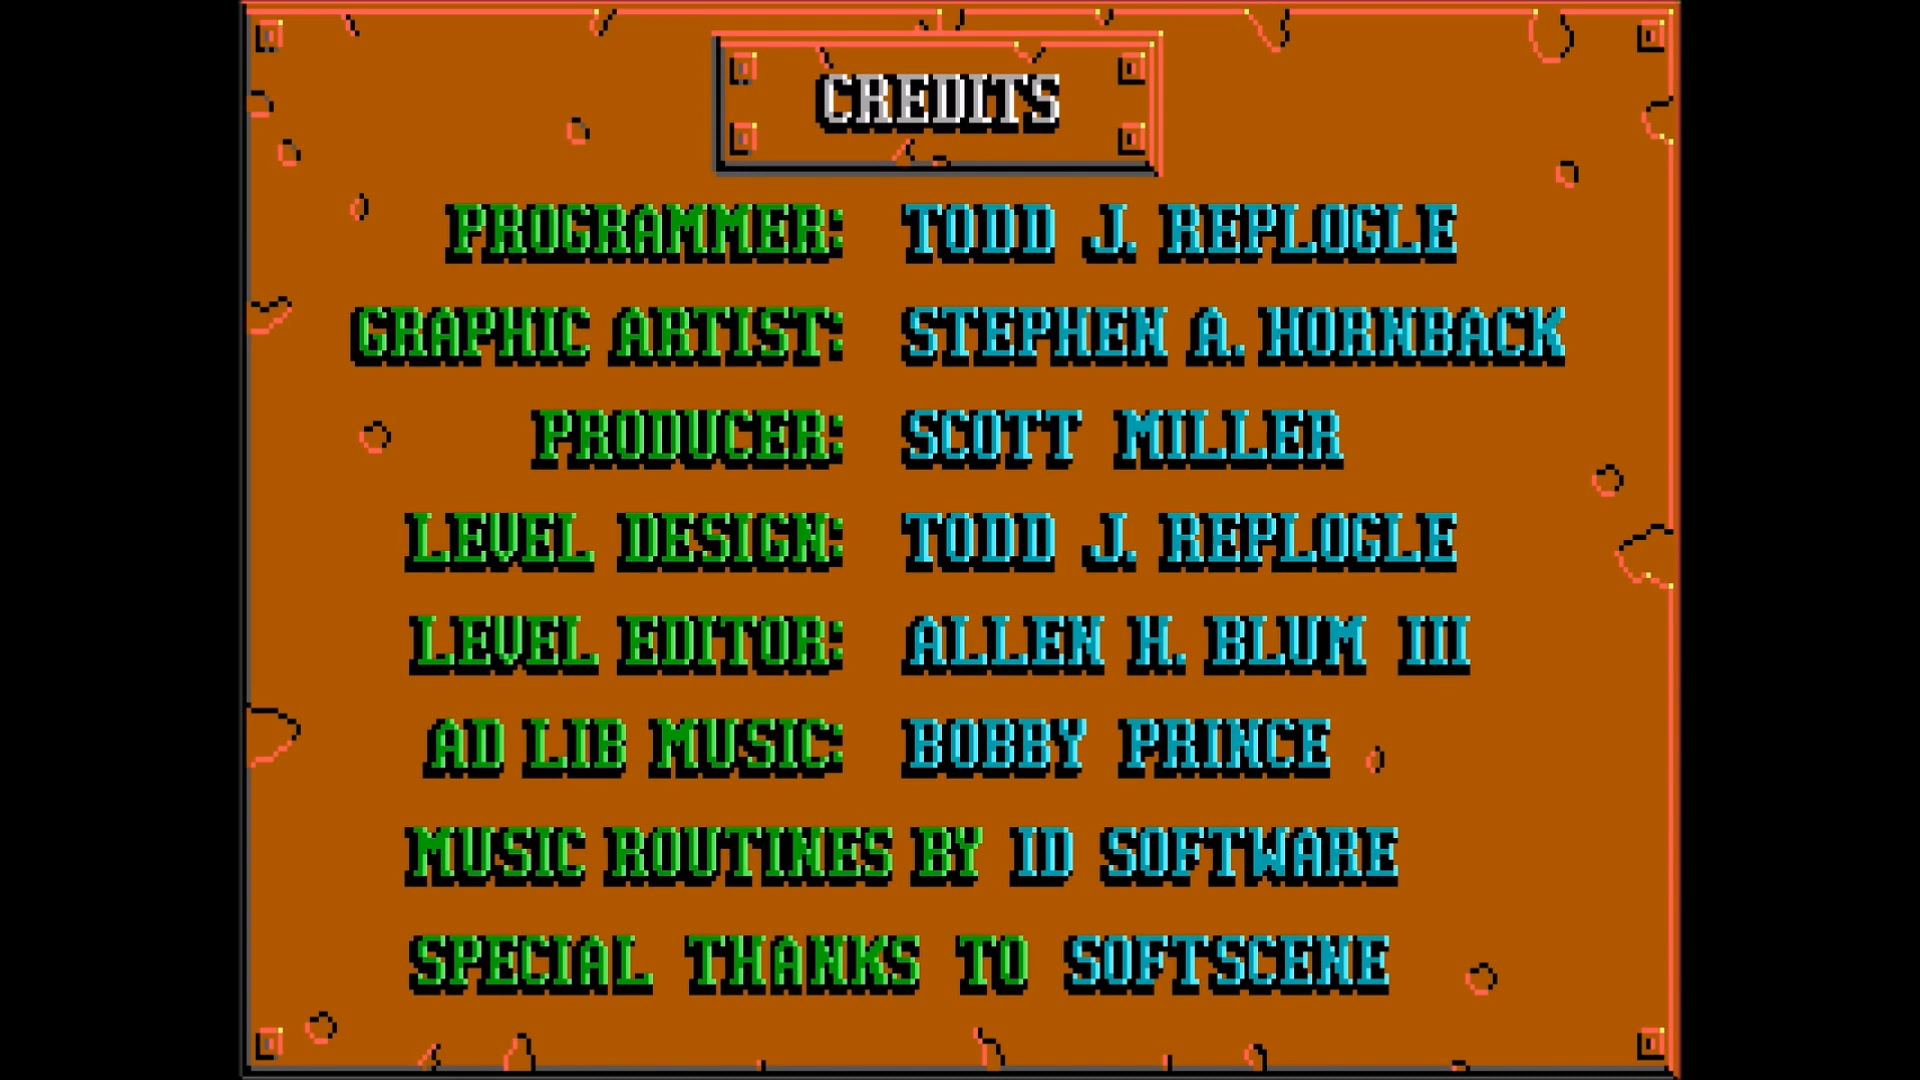 CREDITS
PROGRAMMER: TODD J. REPLOGLE
GRAPHIC ARTIST: STEPHEN A. HORNBACK
PRODUCER: SCOTT MILLER
LEVEL DESIGN: TODD J. REPLOGLE
LEVEL EDITOR: ALLEN H. BLUM III
AD LIB MUSIC: BOBBY PRINCE
MUSIC ROUTINES BY ID SOFTWARE
SPECIAL THANKS TO SOFTSCENE